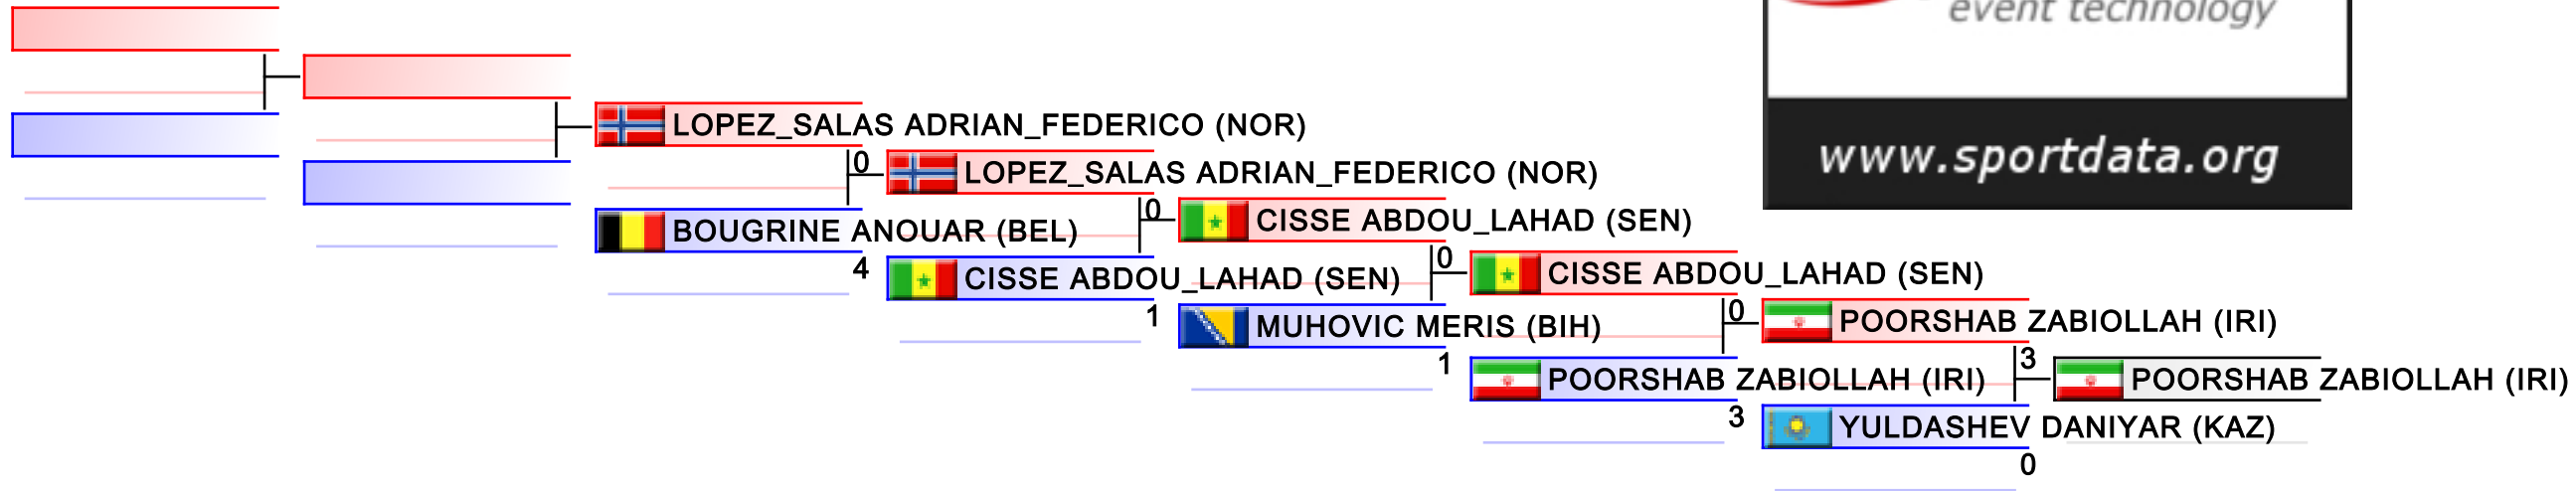 event technology
www.sportdata.org
LOPEZ_SALAS ADRIAN_FEDERICO (NOR)
0
LOPEZ_SALAS ADRIAN_FEDERICO (NOR)
BOUGRINE ANOUAR (BEL)
4
0
CISSE ABDOU_LAHAD (SEN)
CISSE ABDOU_LAHAD (SEN)
1
0
CISSE ABDOU_LAHAD (SEN)
MUHOVIC MERIS (BIH)
1
0
POORSHAB ZABIOLLAH (IRI)
POORSHAB ZABIOLLAH (IRI)
3
3
POORSHAB ZABIOLLAH (IRI)
YULDASHEV DANIYAR (KAZ)
0